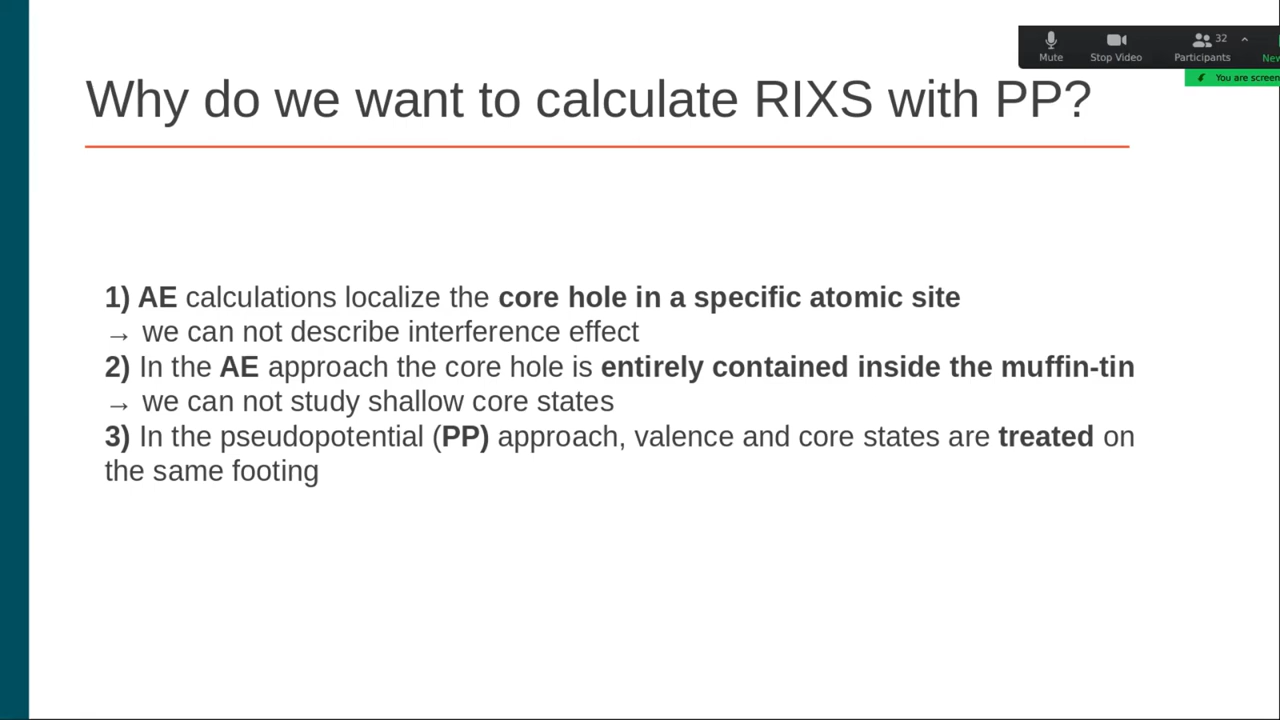 Mute
Stop Video
Participants
32
You are screen
Why do we want to calculate RIXS with PP?
1) AE calculations localize the core hole in a specific atomic site
→ we can not describe interference effect
2) In the AE approach the core hole is entirely contained inside the muffin-tin
→ we can not study shallow core states
3) In the pseudopotential (PP) approach, valence and core states are treated on
the same footing